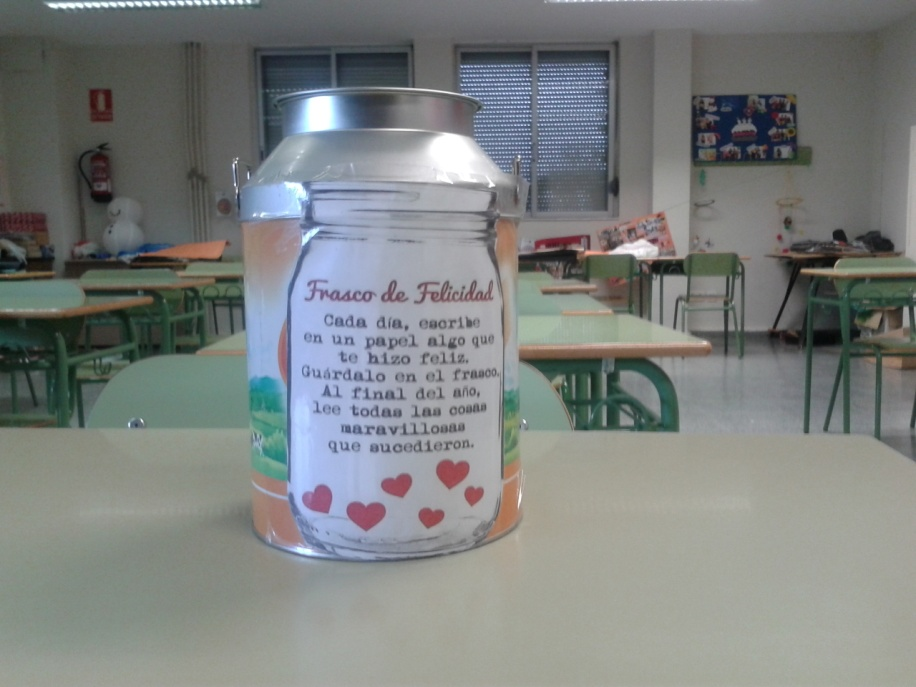 Frasco de Felicidad
Cada día, escribe
en un papel algo que
te hizo feliz.
Guárdalo en el frasco.
Al final del año,
lee todas las cosas
maravillosas
que sucedieron.